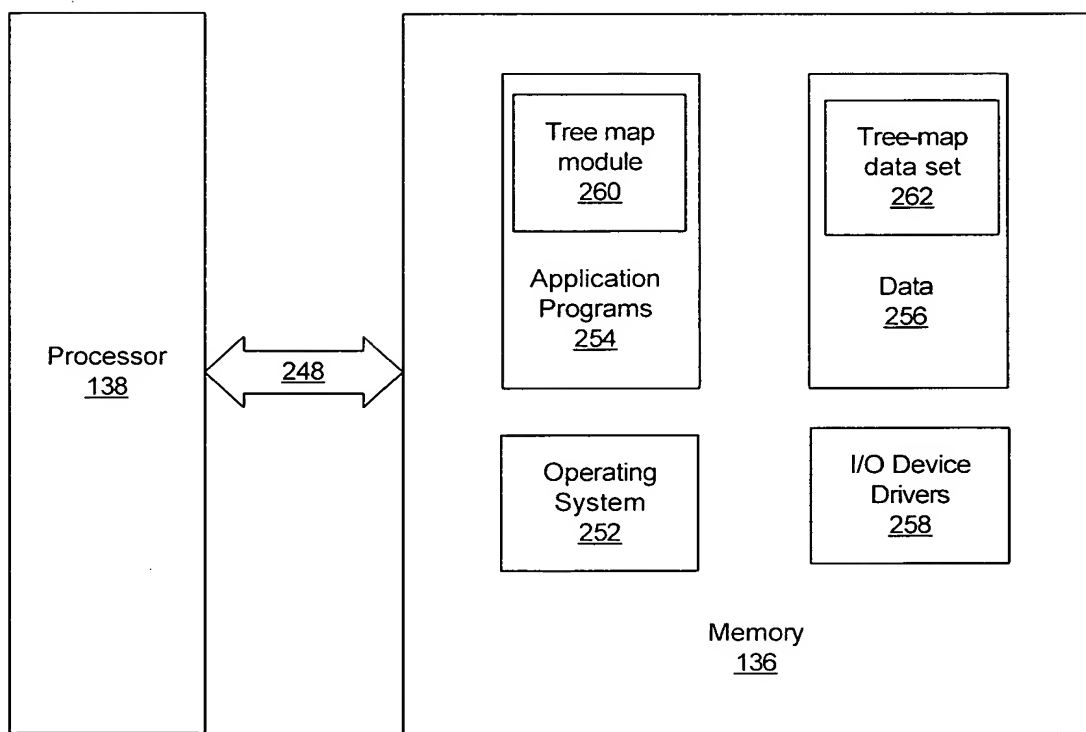 Processor
138
248
Tree map
module
260
Application
Programs
254
Tree-map
data set
262
Data
256
Operating
System
252
I/O Device
Drivers
258
Memory
136